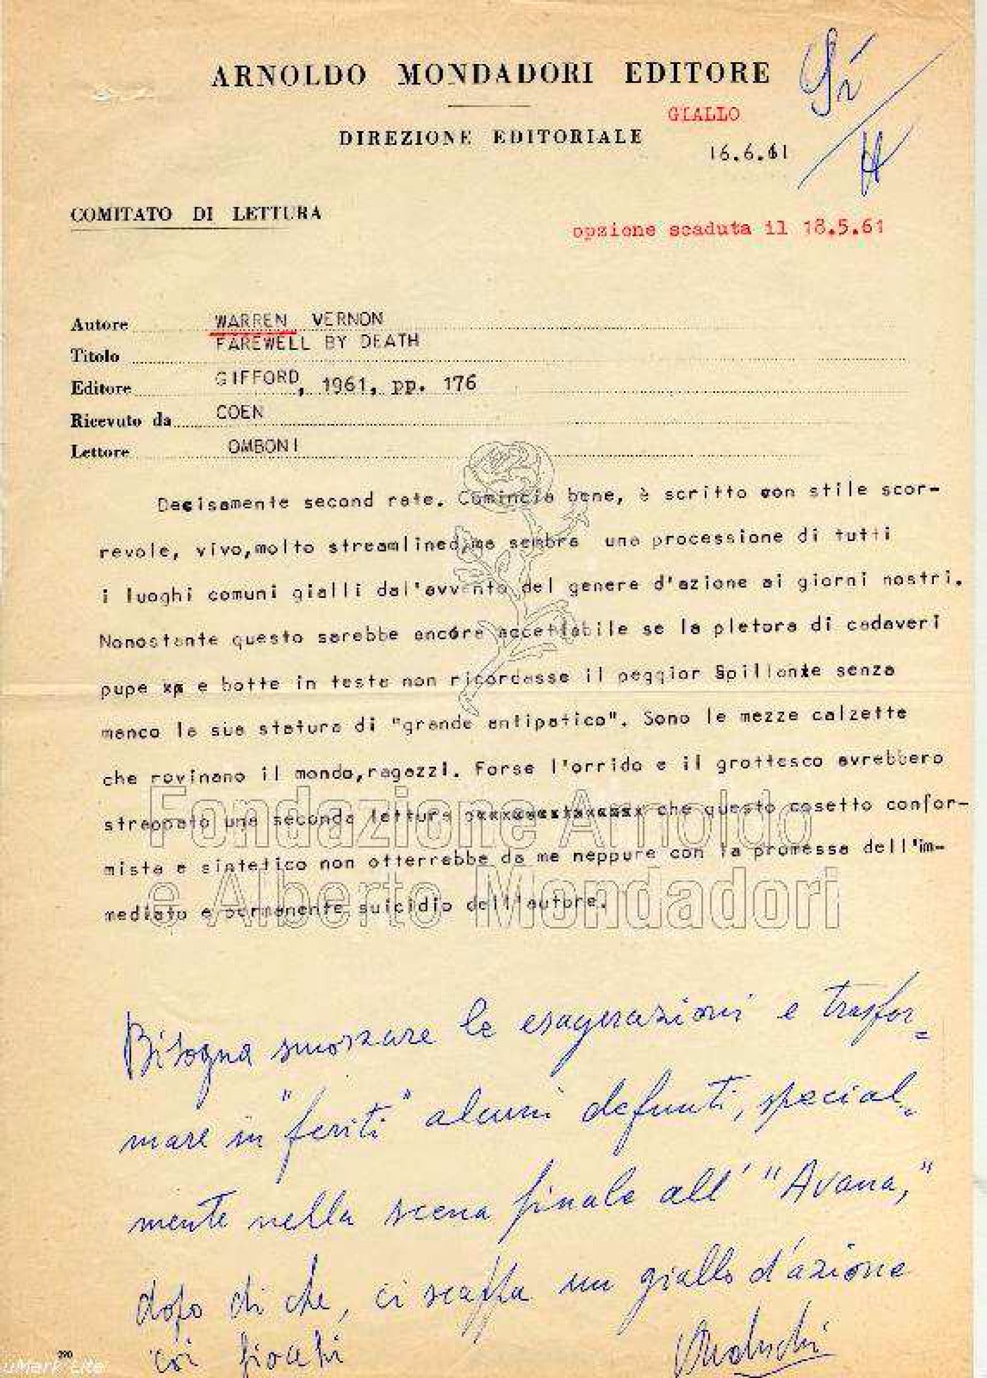 ARNOLDO MONDADORI EDITORE
Sì
GIALLO
DIREZIONE EDITORIALE
16.6.61
COMITATO DI LETTURA
opzione scaduta il 18.5.61
Autore WARREN VERNON
Titolo FAREWELL BY DEATH
Editore GIFFORD, 1961, pp. 176
Ricevuto da COEN
Lettore OMBONI
Decisamente second rate. Comincia bene, è scritto con stile scor-
revole, vivo,molto streamlined,ma sembra una processione di tutti
i luoghi comuni gialli dal'avvento del genere d'azione ai giorni nostri.
Nonostante questo sarebbe ancóra accettabile se la pletora di cadaveri
pupe xp e botte in testa non ricordasse il peggior Spillante senza
manco la sua statura di "grande antipatico". Sono le mezze calzette
che rovinano il mondo,ragazzi. Forse l'orrido e il grottesco avrebbero
strappato una seconda lettura che questo cosetto confor-
mista e sintetico non otterrebbe da me neppure con la promessa dell'im-
mediato e permanente suicidio dell'autore.
Fondazione Arnoldo
e Alberto Mondadori
Bisogna smorzare le esagerazioni e trasfor=
mare in "feriti" alcuni defunti, special=
mente nella scena finale all' "Avana,"
dopo di che, ci scappa un giallo d'azione
coi fiocchi
290
uMark Lite